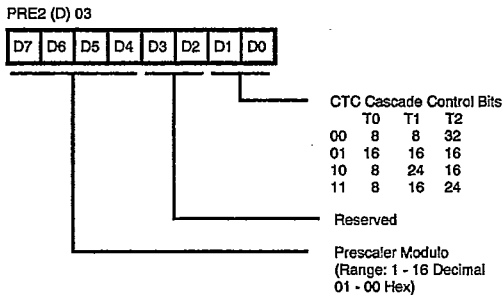 PRE2 (D) 03
D7 D6 D5 D4 D3 D2 D1 D0
CTC Cascade Control Bits
T0 T1 T2
00 8 8 32
01 16 16 16
10 8 24 16
11 8 16 24
Reserved
Prescaler Modulo
(Range: 1 - 16 Decimal
01 - 00 Hex)